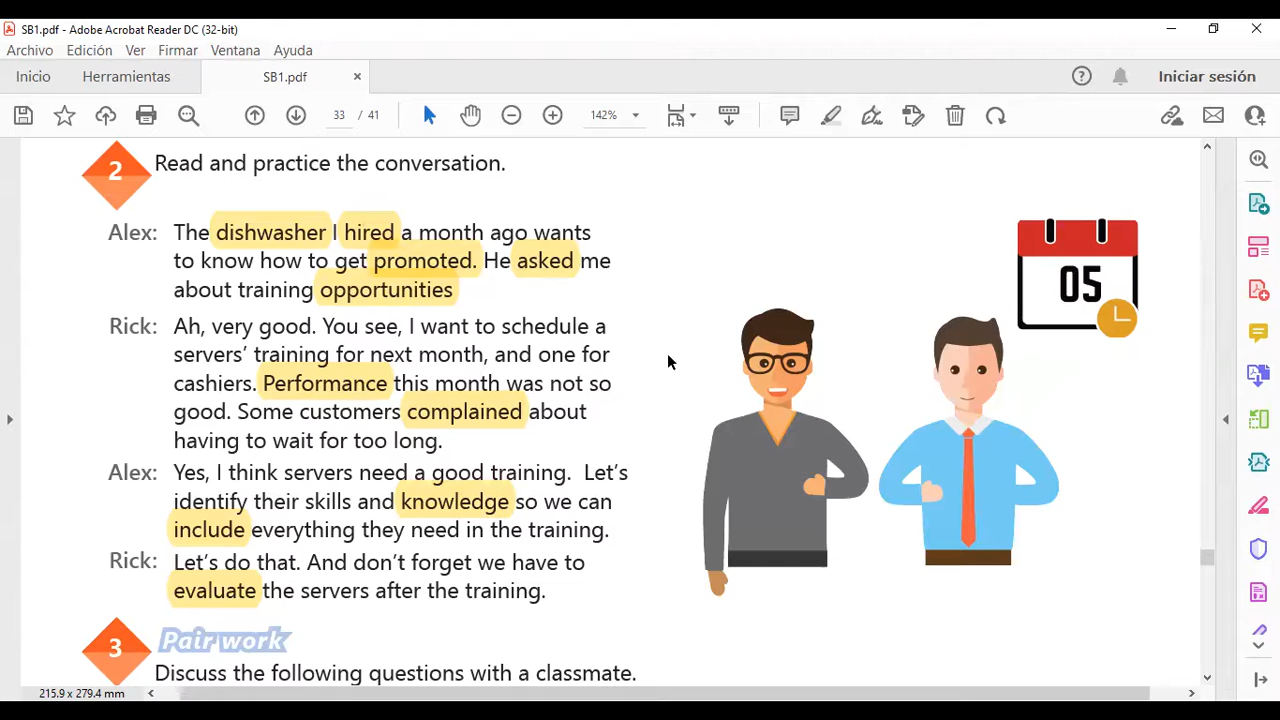 SB1.pdf - Adobe Acrobat Reader DC (32-bit)
Archivo Edición Ver Firmar Ventana Ayuda
Inicio Herramientas SB1.pdf × Iniciar sesión
33 / 41 142%
2 Read and practice the conversation.
Alex: The dishwasher I hired a month ago wants
to know how to get promoted. He asked me
about training opportunities
Rick: Ah, very good. You see, I want to schedule a
servers’ training for next month, and one for
cashiers. Performance this month was not so
good. Some customers complained about
having to wait for too long.
Alex: Yes, I think servers need a good training. Let’s
identify their skills and knowledge so we can
include everything they need in the training.
Rick: Let’s do that. And don’t forget we have to
evaluate the servers after the training.
05
3 Pair work
Discuss the following questions with a classmate.
215.9 x 279.4 mm